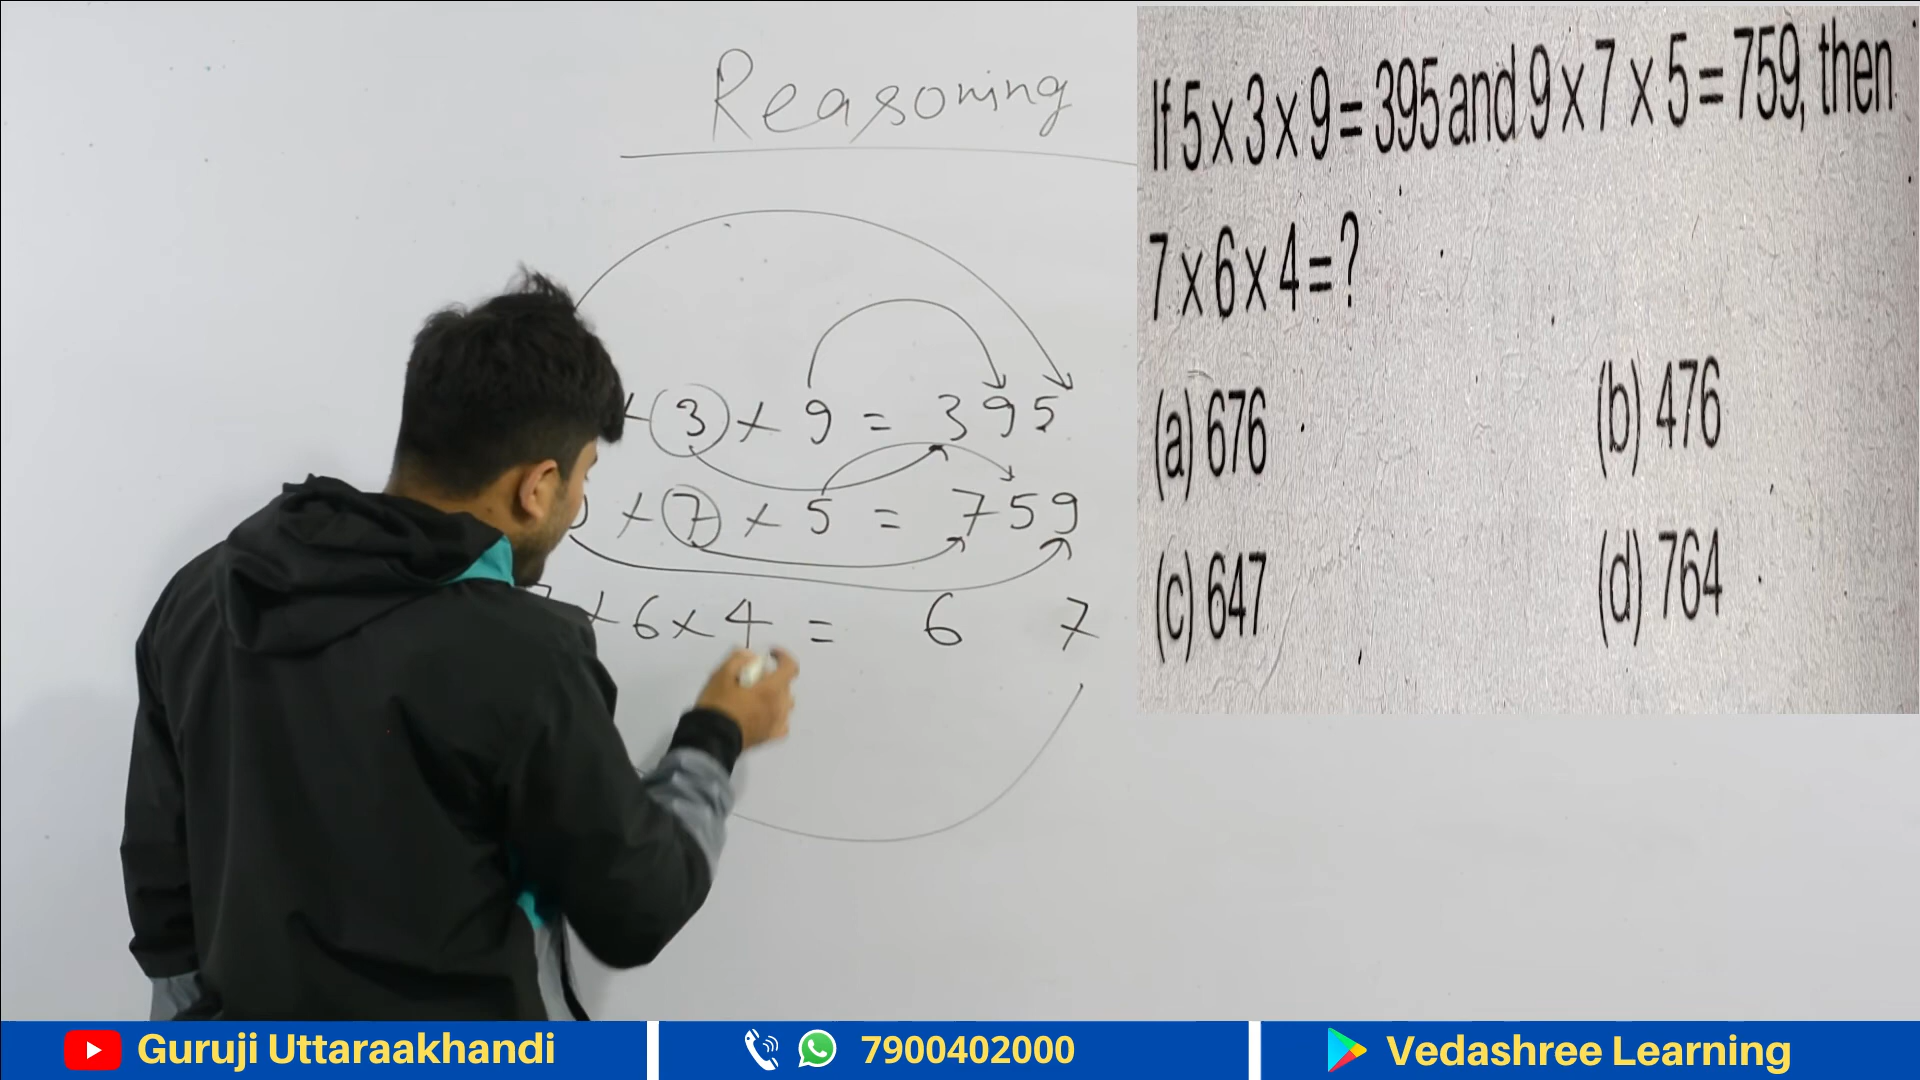 Reasoning
3 × 9 = 395
× 7 × 5 = 759
× 6 × 4 = 6 7
If 5 × 3 × 9 = 395 and 9 × 7 × 5 = 759, then
7 × 6 × 4 = ?
(a) 676
(b) 476
(c) 647
(d) 764
Guruji Uttaraakhandi
7900402000
Vedashree Learning